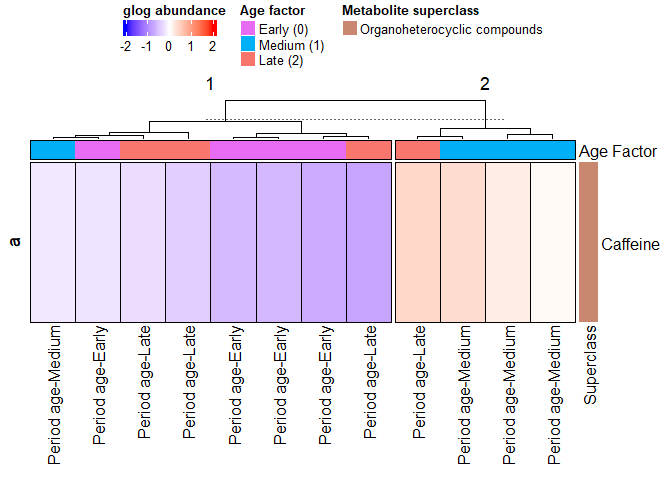 glog abundance
-2 -1 0 1 2
Age factor
Early (0)
Medium (1)
Late (2)
Metabolite superclass
Organoheterocyclic compounds
1
2
Age Factor
a
Caffeine
Period age-Medium
Period age-Early
Period age-Late
Period age-Late
Period age-Early
Period age-Early
Period age-Early
Period age-Late
Period age-Late
Period age-Medium
Period age-Medium
Period age-Medium
Superclass